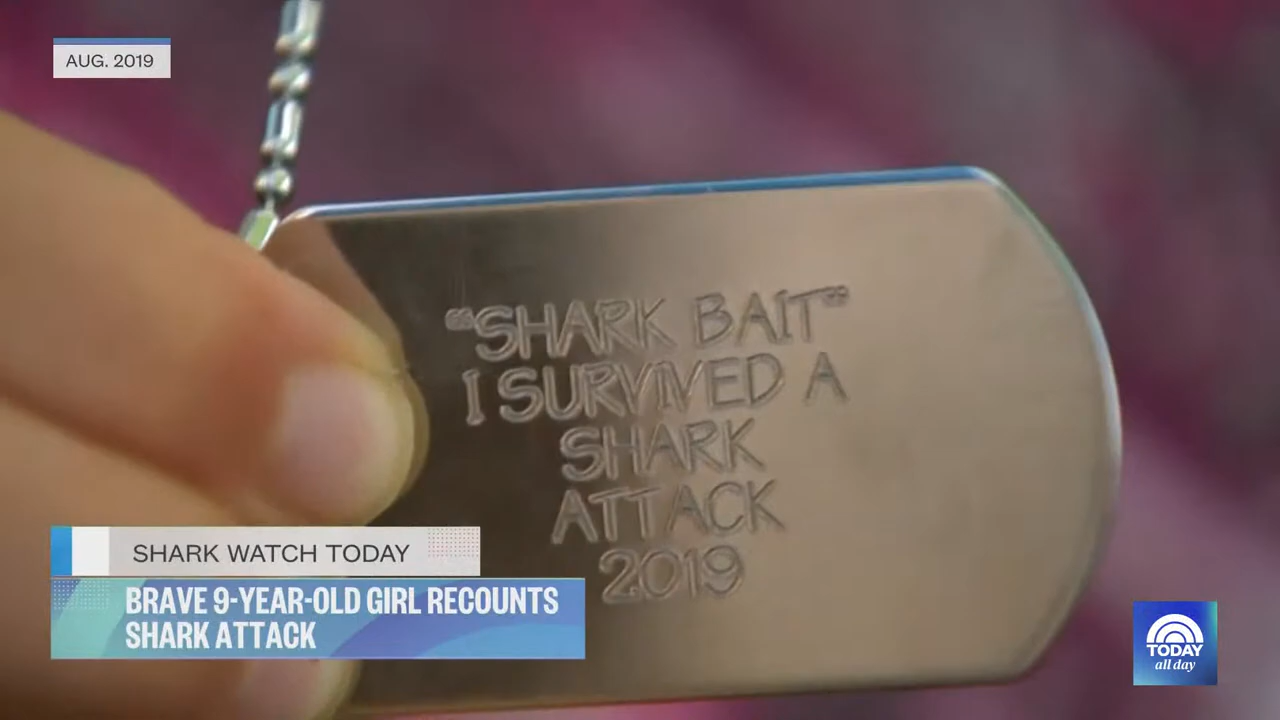 AUG. 2019
“SHARK BAIT“
I SURVIVED A
SHARK
ATTACK
2019
SHARK WATCH TODAY
BRAVE 9-YEAR-OLD GIRL RECOUNTS
SHARK ATTACK
TODAY
all day